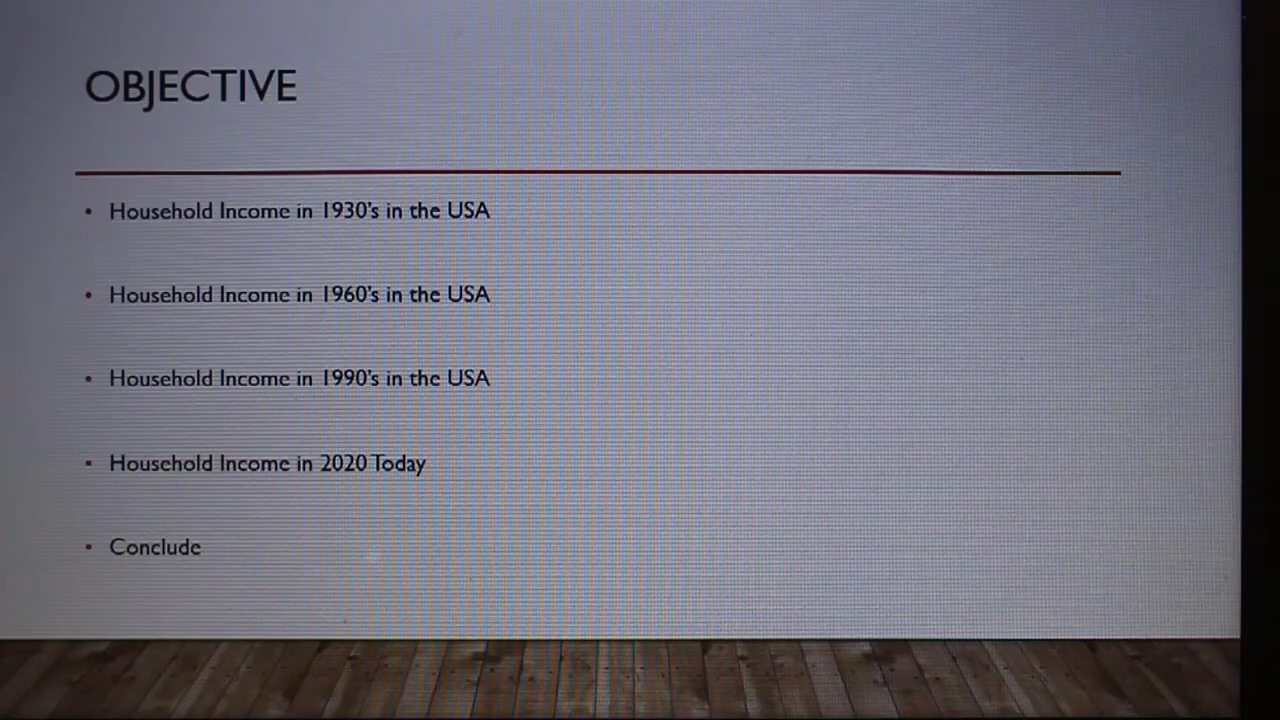 OBJECTIVE
• Household Income in 1930's in the USA
• Household Income in 1960's in the USA
• Household Income in 1990's in the USA
• Household Income in 2020 Today
• Conclude